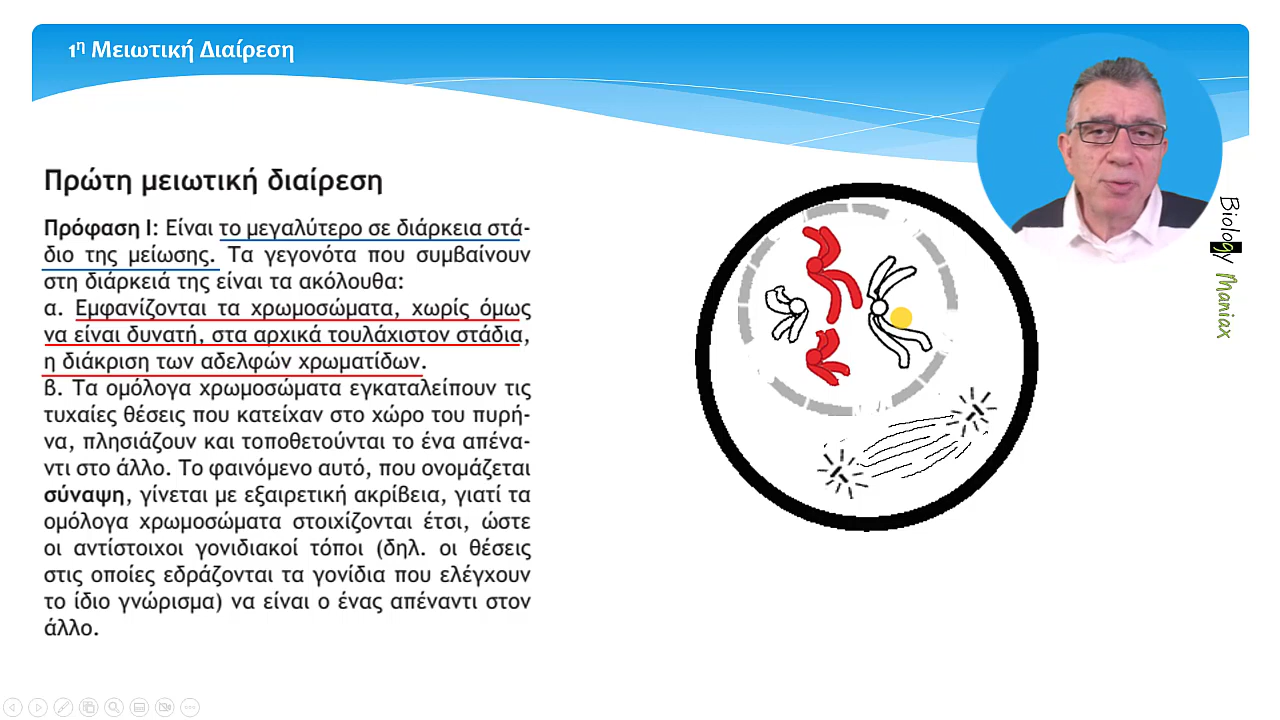 1η Μειωτική Διαίρεση
Πρώτη μειωτική διαίρεση
Πρόφαση Ι: Είναι το μεγαλύτερο σε διάρκεια στά-
διο της μείωσης. Τα γεγονότα που συμβαίνουν
στη διάρκειά της είναι τα ακόλουθα:
α. Εμφανίζονται τα χρωμοσώματα, χωρίς όμως
να είναι δυνατή, στα αρχικά τουλάχιστον στάδια,
η διάκριση των αδελφών χρωματίδων.
β. Τα ομόλογα χρωμοσώματα εγκαταλείπουν τις
τυχαίες θέσεις που κατείχαν στο χώρο του πυρή-
να, πλησιάζουν και τοποθετούνται το ένα απένα-
ντι στο άλλο. Το φαινόμενο αυτό, που ονομάζεται
σύναψη, γίνεται με εξαιρετική ακρίβεια, γιατί τα
ομόλογα χρωμοσώματα στοιχίζονται έτσι, ώστε
οι αντίστοιχοι γονιδιακοί τόποι (δηλ. οι θέσεις
στις οποίες εδράζονται τα γονίδια που ελέγχουν
το ίδιο γνώρισμα) να είναι ο ένας απέναντι στον
άλλο.
Biology Maniax